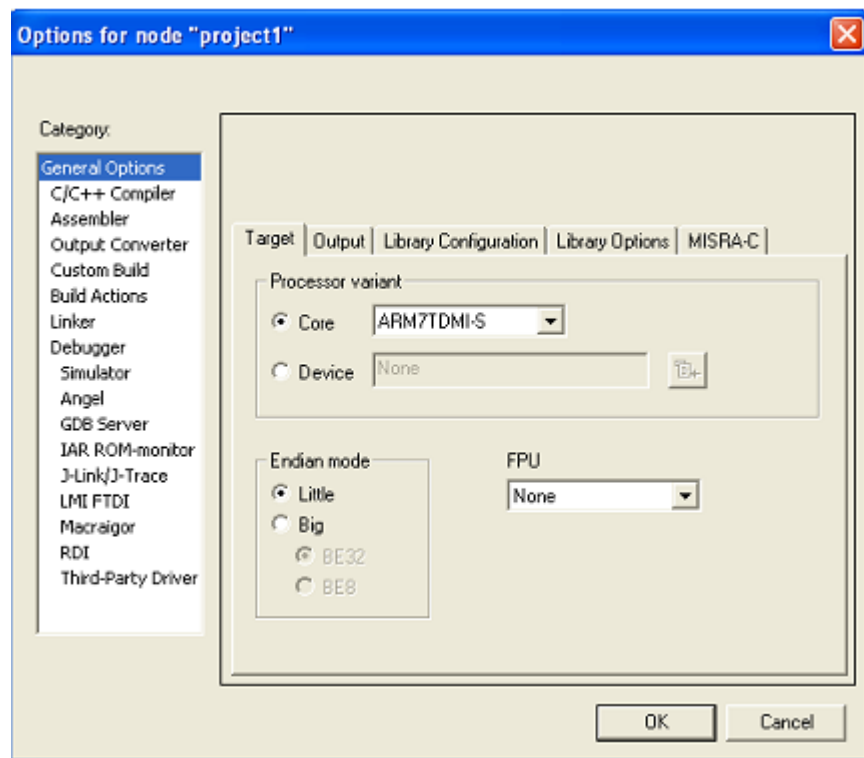 Options for node "project1"
Category:
General Options
C/C++ Compiler
Assembler
Output Converter
Custom Build
Build Actions
Linker
Debugger
Simulator
Angel
GDB Server
IAR ROM-monitor
J-Link/J-Trace
LMI FTDI
Macraigor
RDI
Third-Party Driver
Target Output Library Configuration Library Options MISRA-C
Processor variant
Core ARM7TDMI-S
Device None
Endian mode
Little
Big
BE32
BE8
FPU
None
OK Cancel